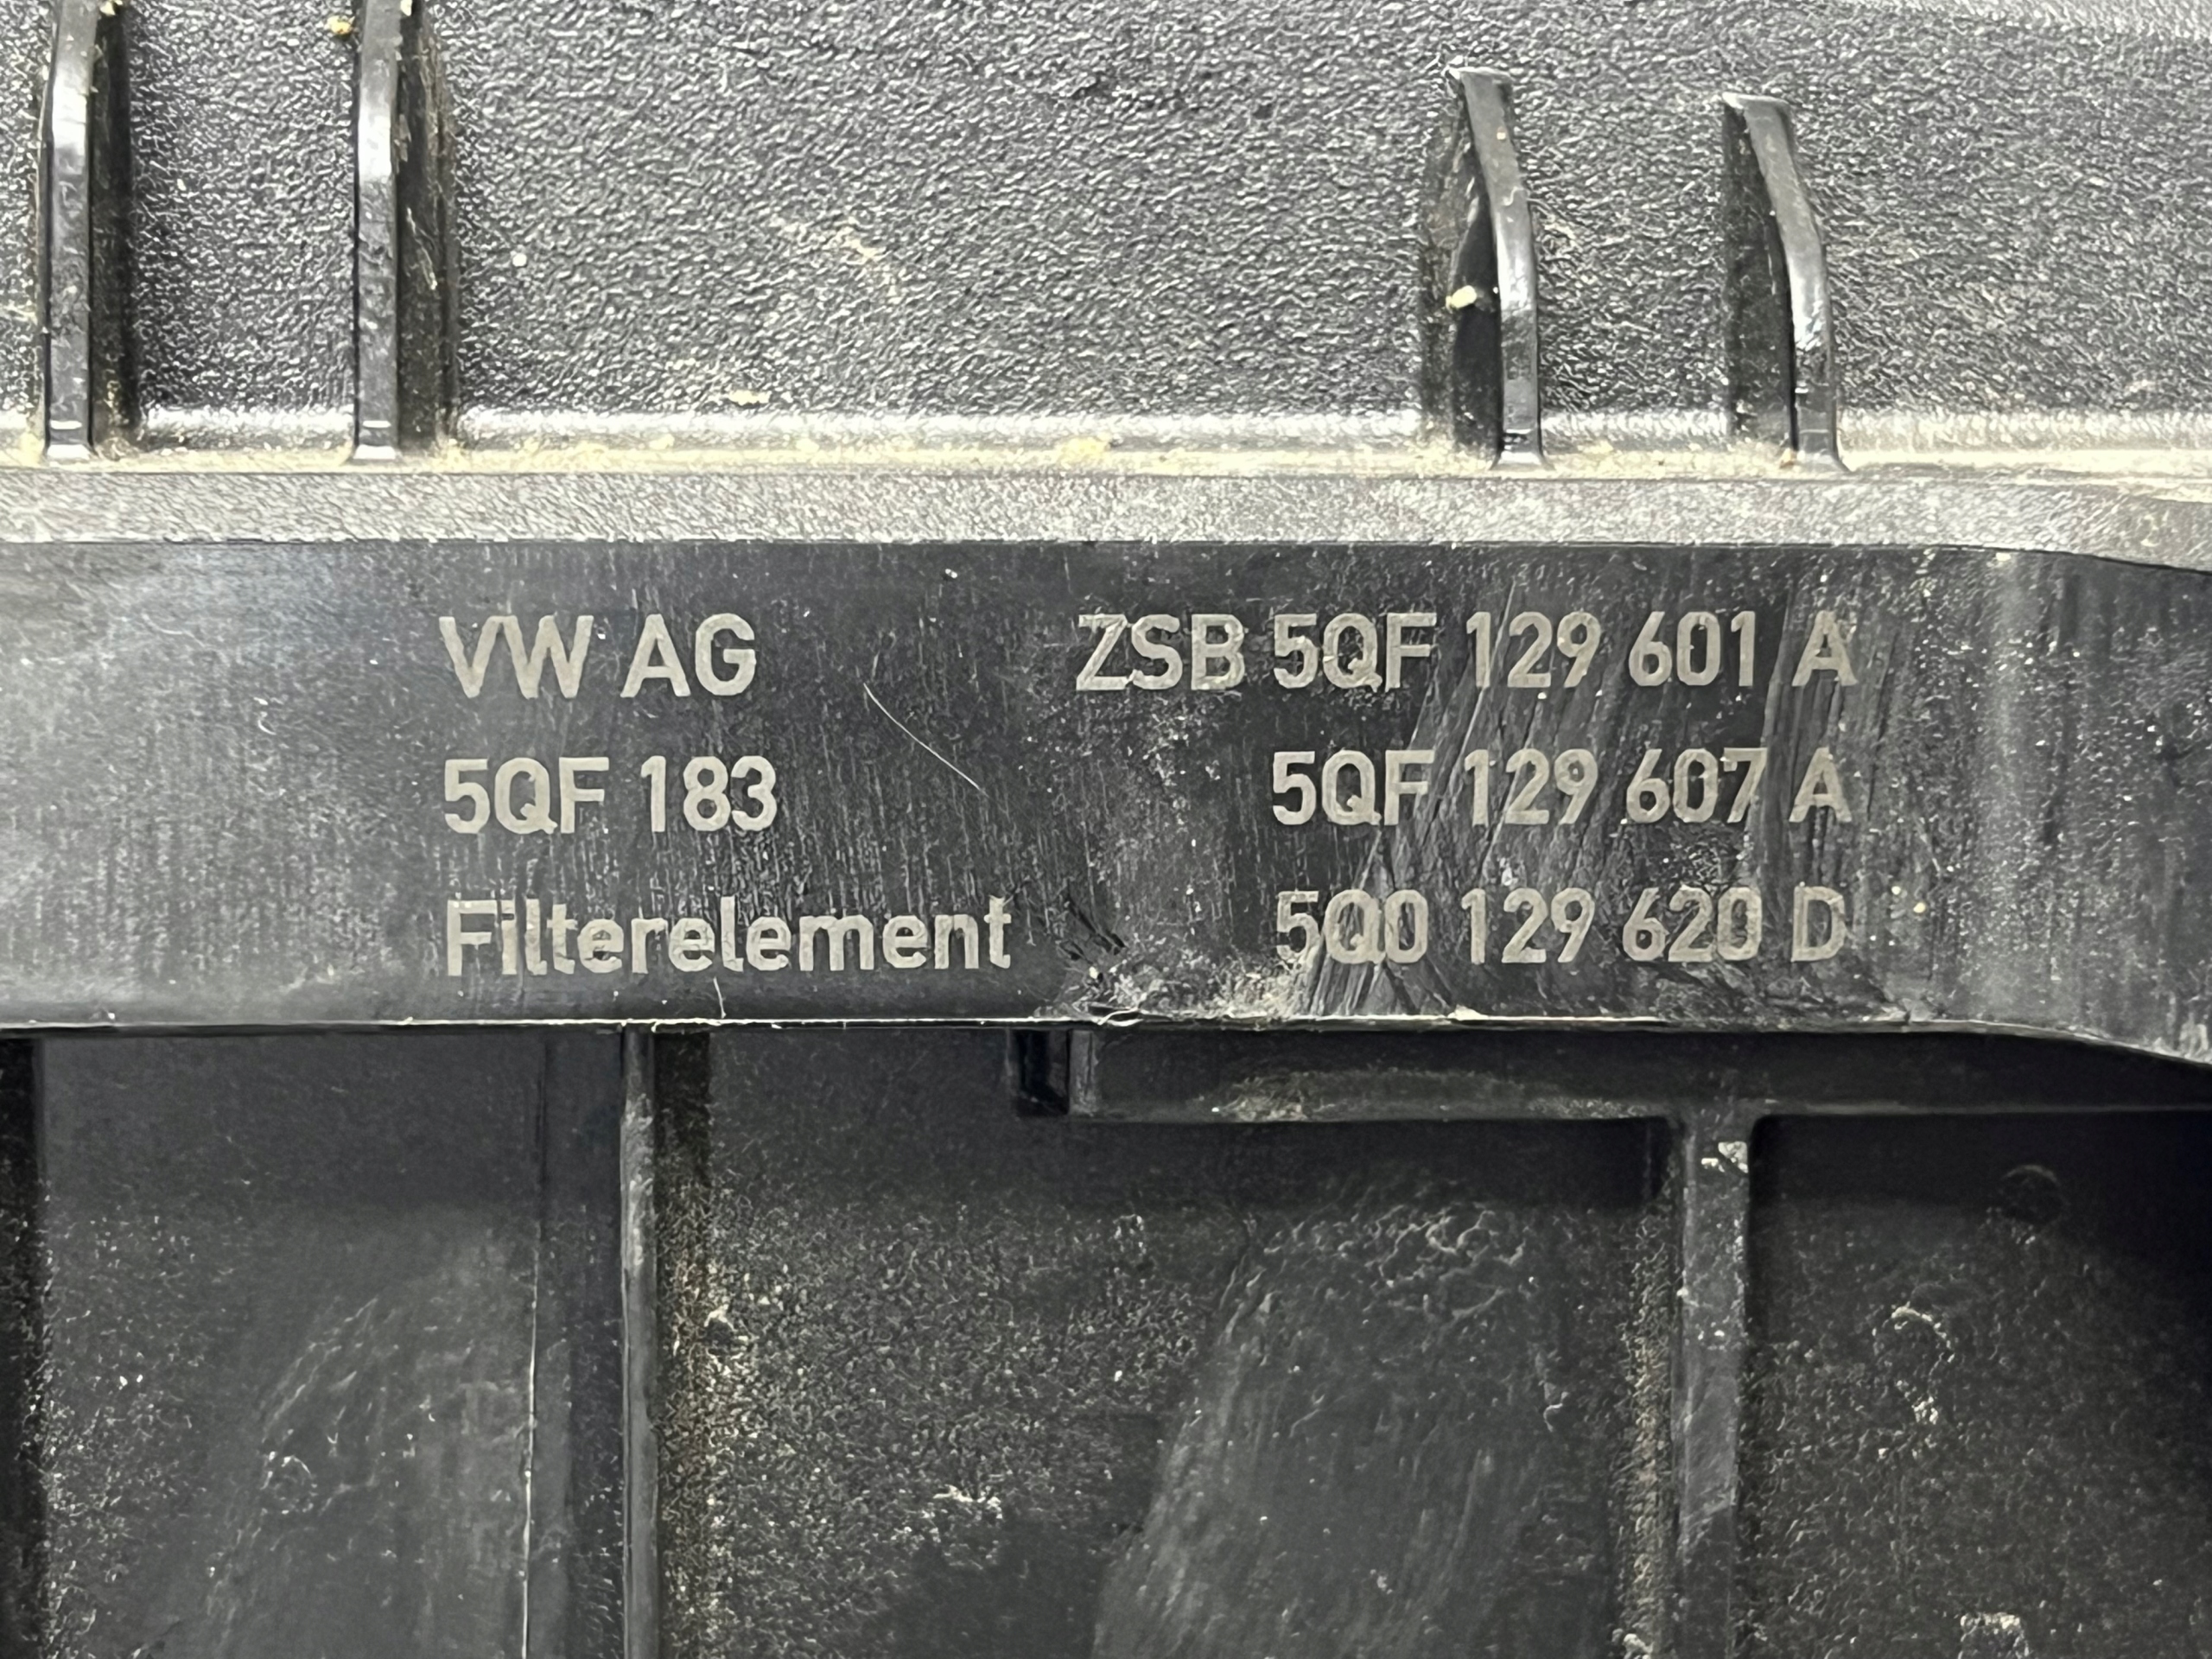 VW AG ZSB 5QF 129 601 A
5QF 183 5QF 129 607 A
Filterelement 5Q0 129 620 D